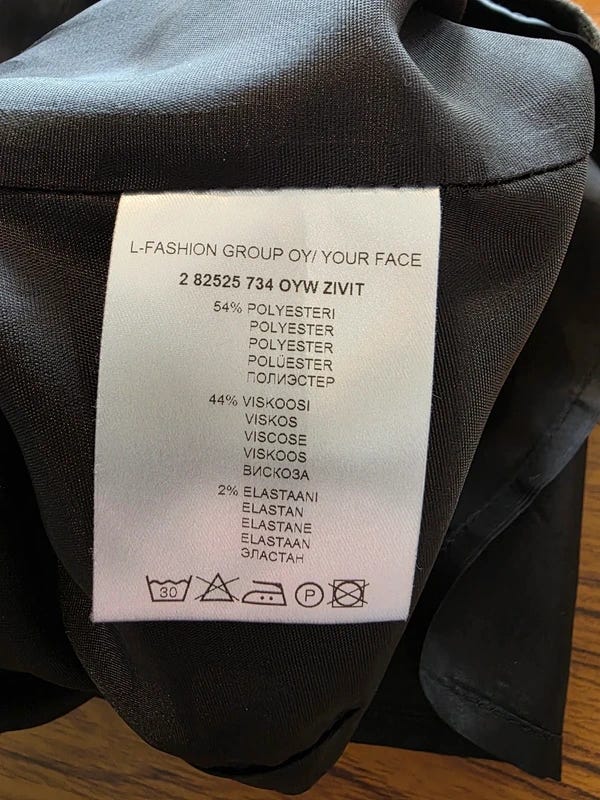 L-FASHION GROUP OY/ YOUR FACE
2 82525 734 OYW ZIVIT
54% POLYESTERI
POLYESTER
POLYESTER
POLÜESTER
ПОЛИЭСТЕР
44% VISKOOSI
VISKOS
VISCOSE
VISKOOS
ВИСКОЗА
2% ELASTAANI
ELASTAN
ELASTANE
ELASTAAN
ЭЛАСТАН
30 P